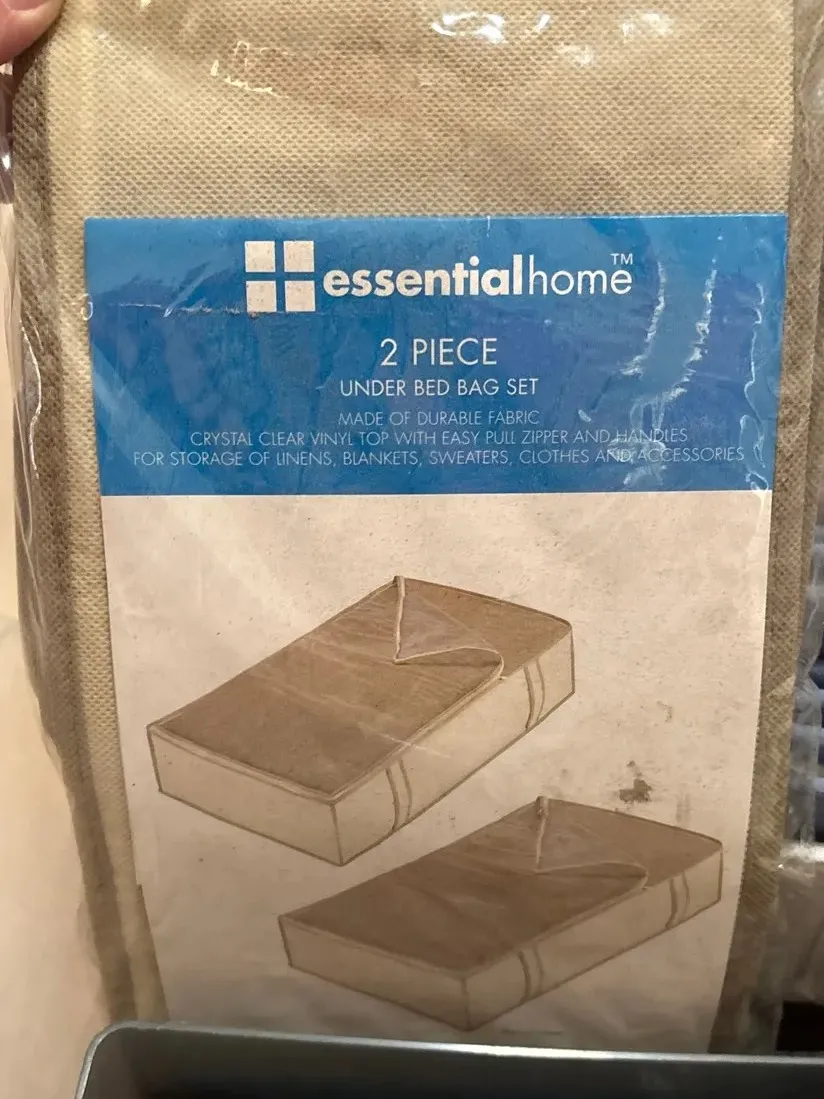 essentialhome™
2 PIECE
UNDER BED BAG SET
MADE OF DURABLE FABRIC
CRYSTAL CLEAR VINYL TOP WITH EASY PULL ZIPPER AND HANDLES
FOR STORAGE OF LINENS, BLANKETS, SWEATERS, CLOTHES AND ACCESSORIES